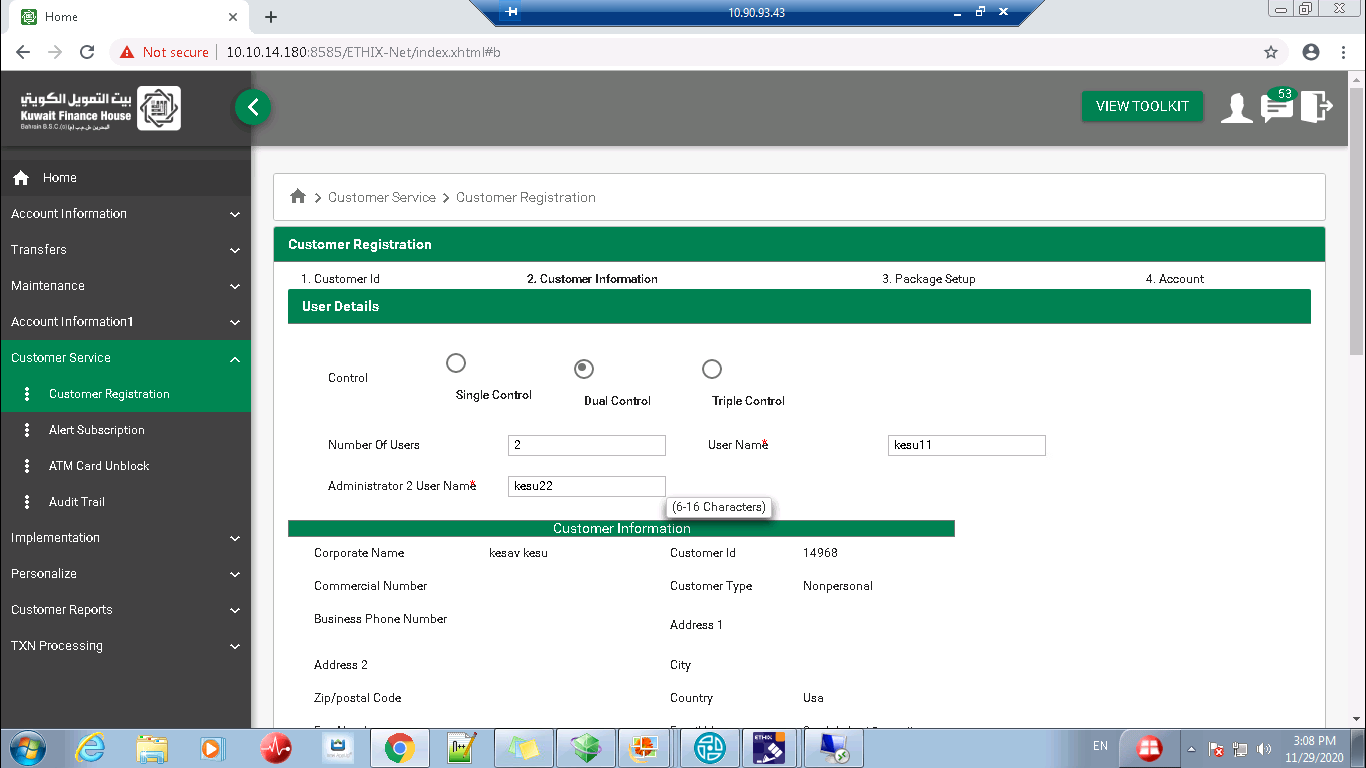 Home
10.90.93.43
Not secure
10.10.14.180:8585/ETHIX-Net/index.xhtml#b
بيت التمويل الكويتي
Kuwait Finance House
VIEW TOOLKIT
53
Home
Account Information
Transfers
Maintenance
Account Information1
Customer Service
Customer Registration
Alert Subscription
ATM Card Unblock
Audit Trail
Implementation
Personalize
Customer Reports
TXN Processing
Customer Service
Customer Registration
Customer Registration
1. Customer Id 2. Customer Information 3. Package Setup 4. Account
User Details
Control Single Control Dual Control Triple Control
Number Of Users 2 User Name* kesu11
Administrator 2 User Name* kesu22
(6-16 Characters)
Customer Information
Corporate Name kesav kesu Customer Id 14968
Commercial Number Customer Type Nonpersonal
Business Phone Number Address 1
Address 2 City
Zip/postal Code Country Usa
EN
3:08 PM
11/29/2020